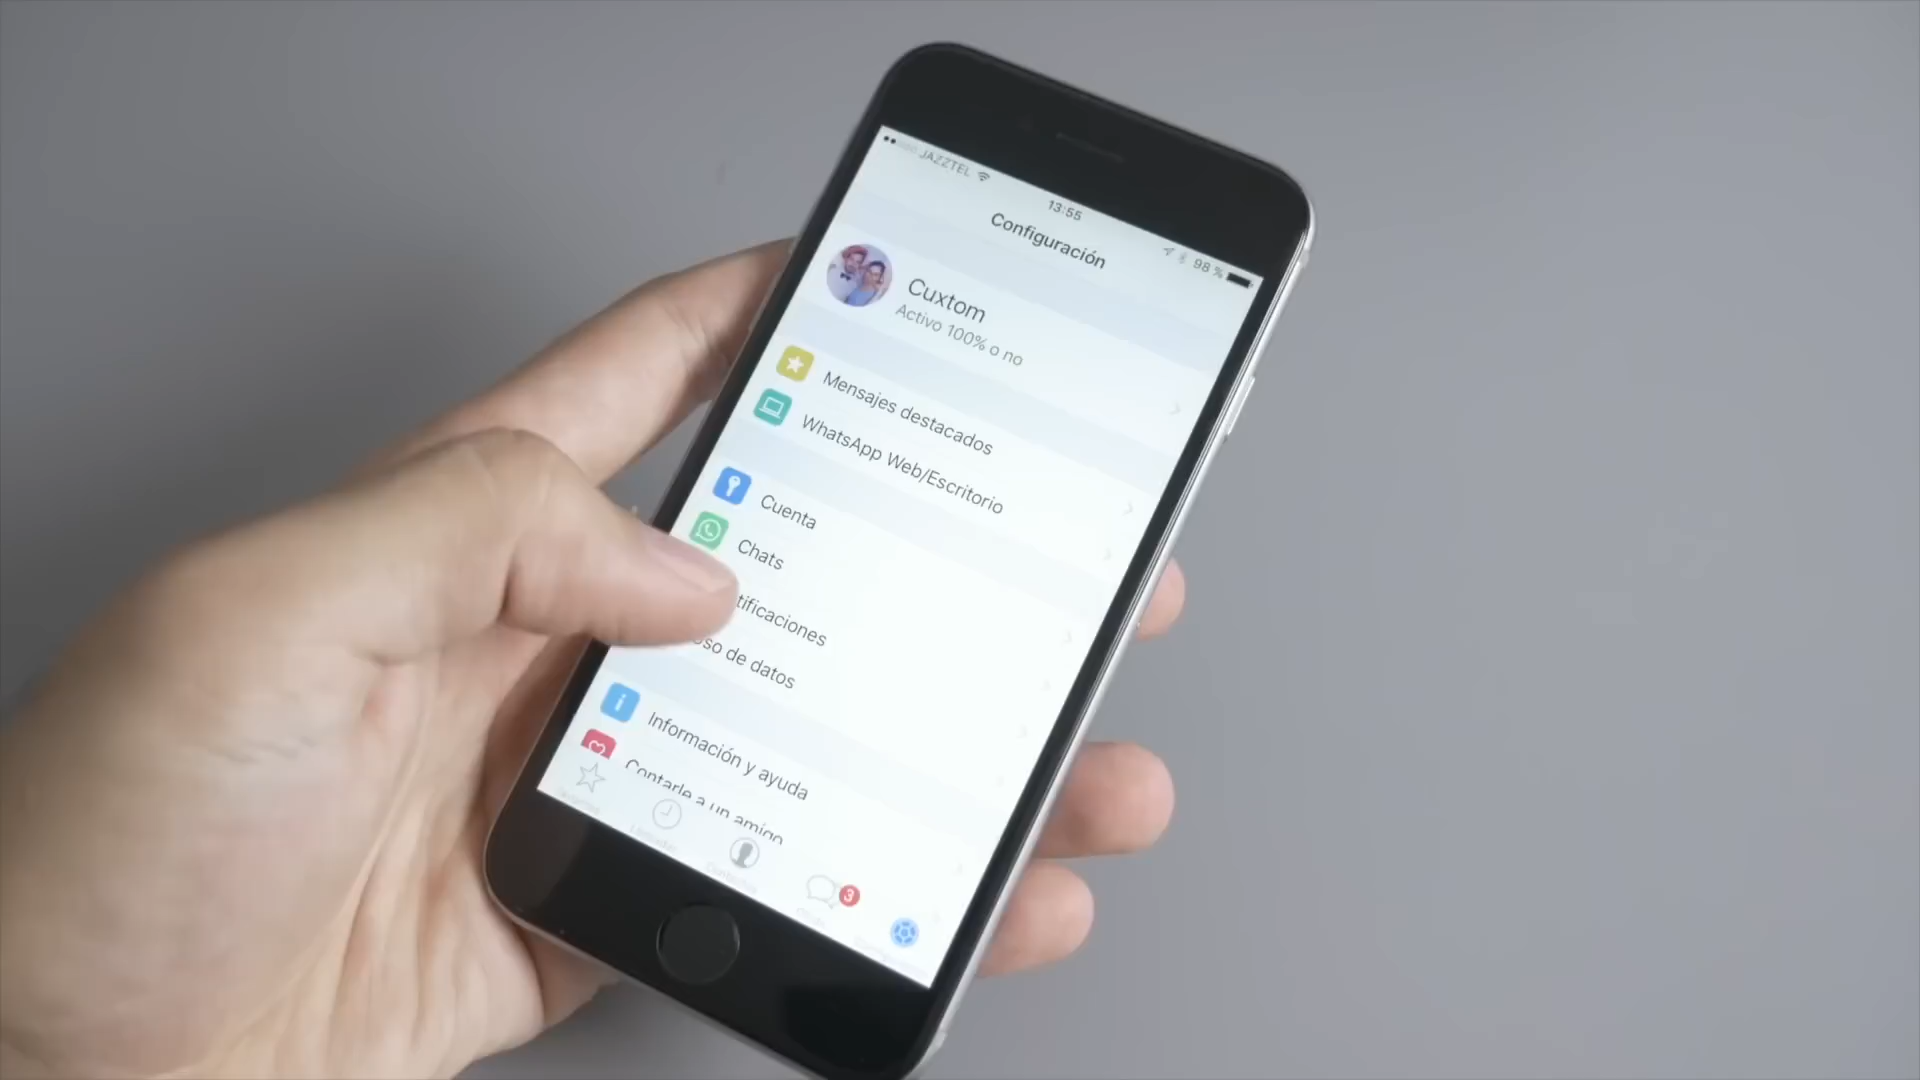 JAZZTEL
13:55
98 %
Configuración
Cuxtom
Activo 100% o no
Mensajes destacados
WhatsApp Web/Escritorio
Cuenta
Chats
tificaciones
Uso de datos
Información y ayuda
Contarle a un amigo
3